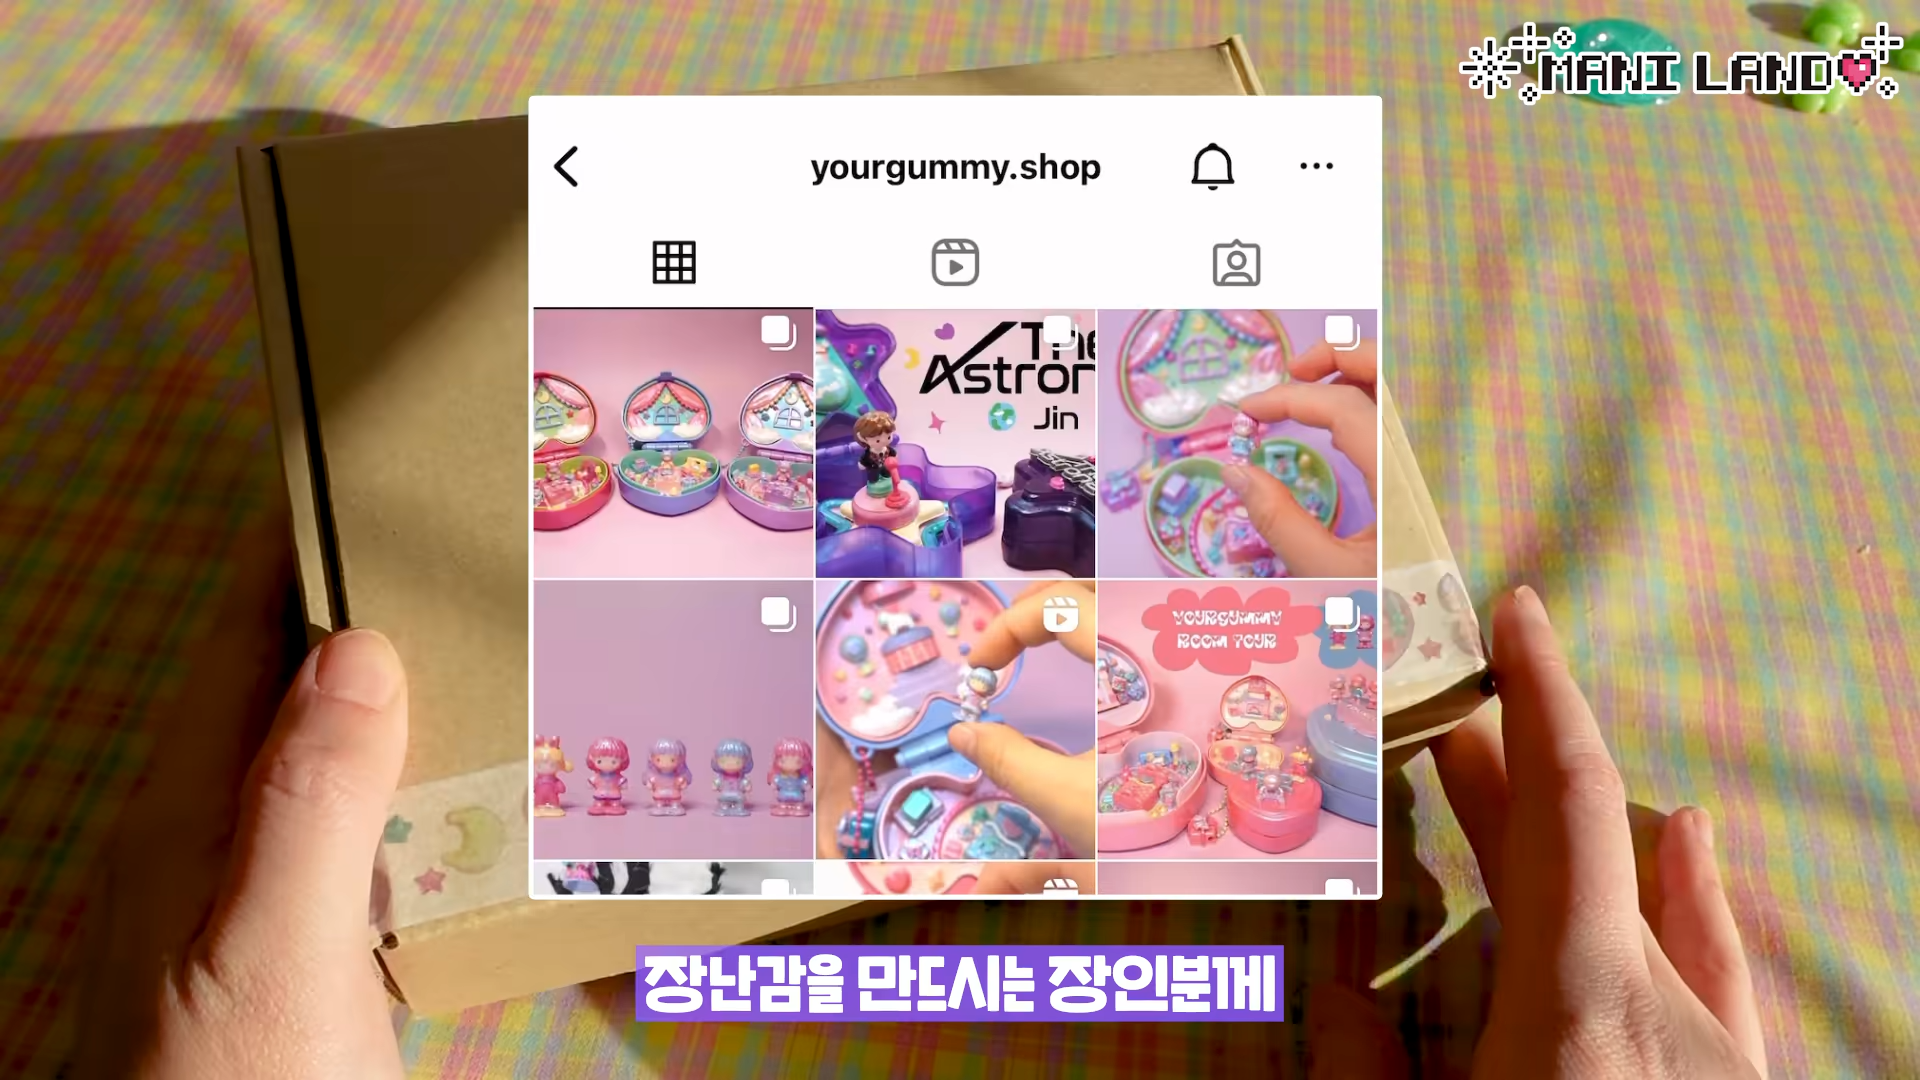 MANI LAND
yourgummy.shop
The
Astron
Jin
YOURGUMMY
ROOM TOUR
장난감을 만드시는 장인분께